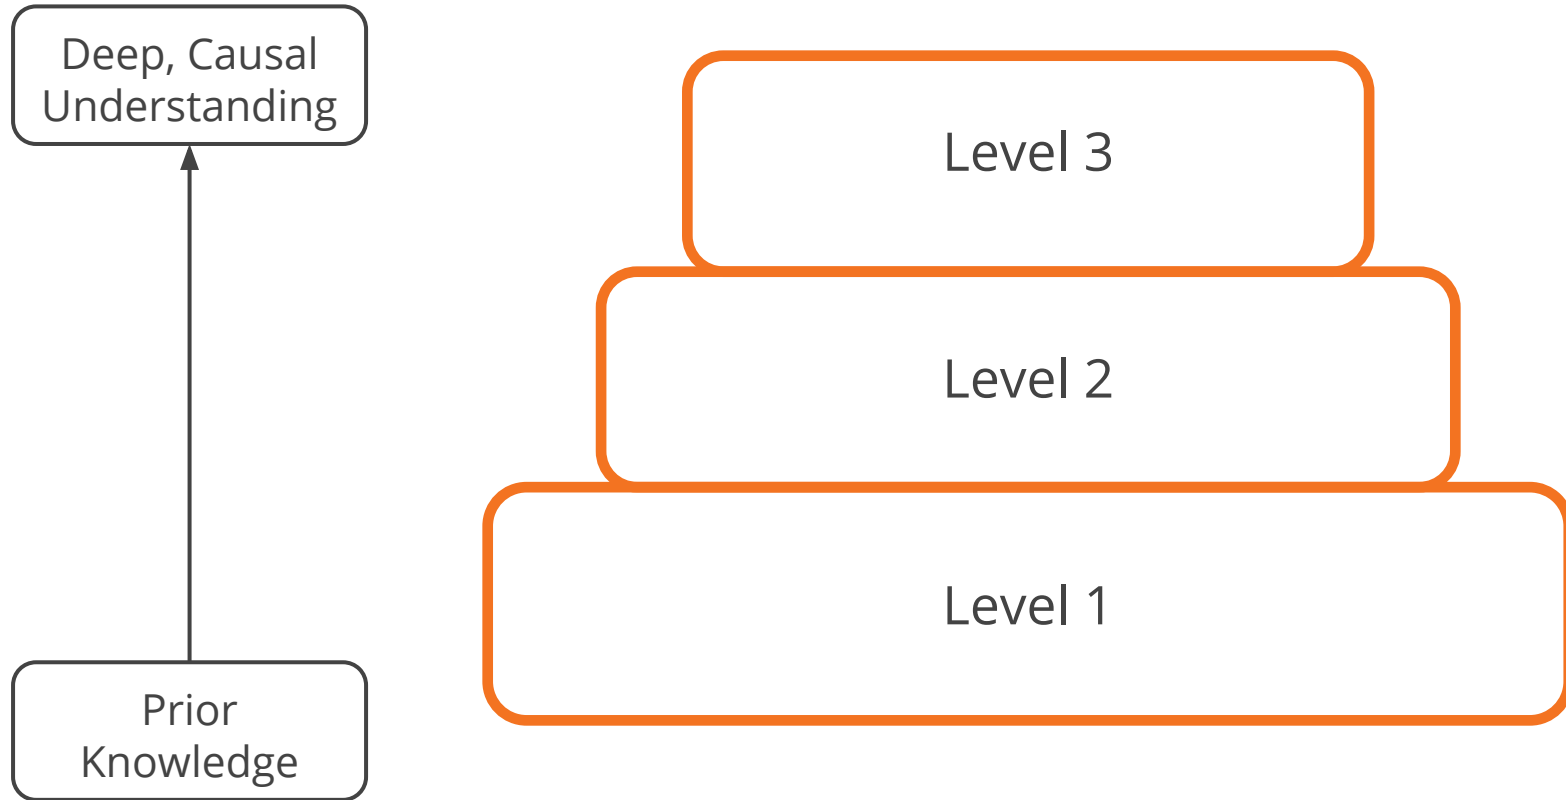 Deep, Causal
Understanding
Level 3
Level 2
Level 1
Prior
Knowledge